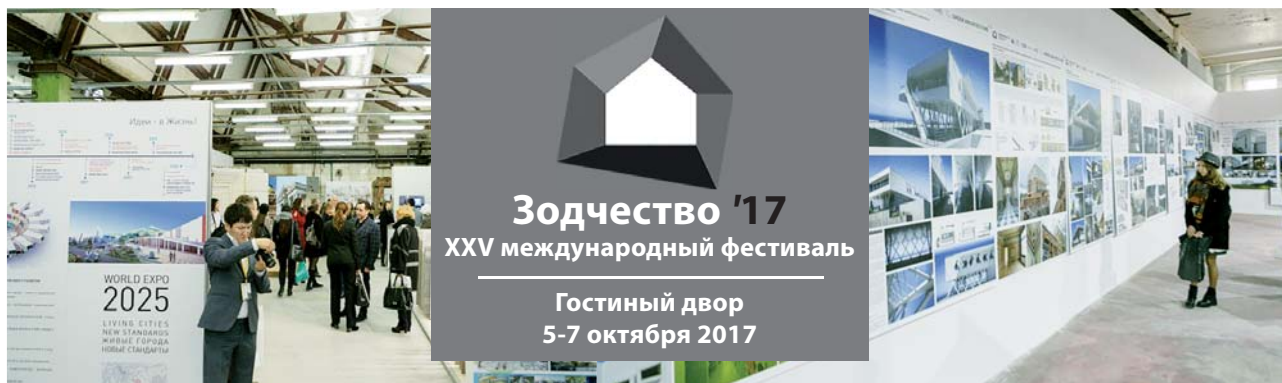 Идеи - в Жизнь!
WORLD EXPO
2025
LIVING CITIES
NEW STANDARDS
ЖИВЫЕ ГОРОДА
НОВЫЕ СТАНДАРТЫ
Зодчество '17
XXV международный фестиваль
Гостиный двор
5-7 октября 2017